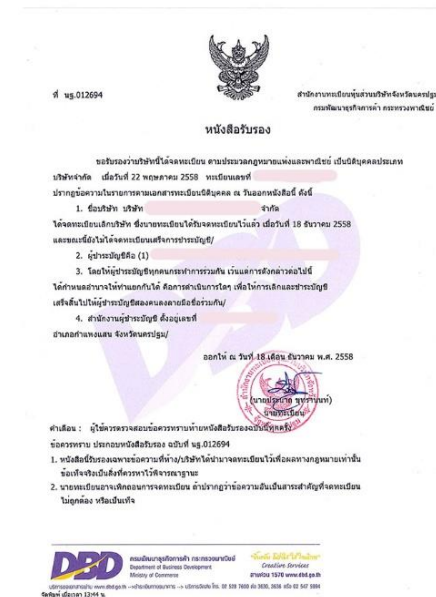 ที่ นฐ.012694
สำนักงานทะเบียนหุ้นส่วนบริษัทจังหวัดนครปฐม
กรมพัฒนาธุรกิจการค้า กระทรวงพาณิชย์
หนังสือรับรอง
ขอรับรองว่าบริษัทนี้ได้จดทะเบียน ตามประมวลกฎหมายแพ่งและพาณิชย์ เป็นนิติบุคคลประเภท
บริษัทจำกัด เมื่อวันที่ 22 พฤษภาคม 2558 ทะเบียนเลขที่
ปรากฏข้อความในรายการตามเอกสารทะเบียนนิติบุคคล ณ วันออกหนังสือนี้ ดังนี้
1. ชื่อบริษัท บริษัท จำกัด
ได้จดทะเบียนเลิกบริษัท ซึ่งนายทะเบียนได้รับจดทะเบียนไว้แล้ว เมื่อวันที่ 18 ธันวาคม 2558
และขณะนี้ยังไม่ได้จดทะเบียนเสร็จการชำระบัญชี/
2. ผู้ชำระบัญชีคือ (1)
3. โดยให้ผู้ชำระบัญชีทุกคนกระทำการร่วมกัน เว้นแต่การดังกล่าวต่อไปนี้
ได้กำหนดอำนาจให้ทำแยกกันได้ คือการดำเนินการใดๆ เพื่อให้การเลิกและชำระบัญชี
เสร็จสิ้นไปให้ผู้ชำระบัญชีสองคนลงลายมือชื่อร่วมกัน/
4. สำนักงานผู้ชำระบัญชี ตั้งอยู่เลขที่
อำเภอกำแพงแสน จังหวัดนครปฐม/
ออกให้ ณ วันที่ 18 เดือน ธันวาคม พ.ศ. 2558
นายทะเบียน
คำเตือน : ผู้ใช้ควรตรวจสอบข้อควรทราบท้ายหนังสือรับรองฉบับนี้ทุกครั้ง
ข้อควรทราบ ประกอบหนังสือรับรอง ฉบับที่ นฐ.012694
1. หนังสือนี้รับรองเฉพาะข้อความที่ห้าง/บริษัทได้นำมาจดทะเบียนไว้เพื่อผลทางกฎหมายเท่านั้น
ข้อเท็จจริงเป็นสิ่งที่ควรหาไว้พิจารณาฐานะ
2. นายทะเบียนอาจเพิกถอนการจดทะเบียน ถ้าปรากฏว่าข้อความอันเป็นสาระสำคัญที่จดทะเบียน
ไม่ถูกต้อง หรือเป็นเท็จ
DBD
กรมพัฒนาธุรกิจการค้า กระทรวงพาณิชย์
Department of Business Development
Ministry of Commerce
Creative Services
สายด่วน 1570 www.dbd.go.th
จัดพิมพ์ เมื่อเวลา 13:44 น.